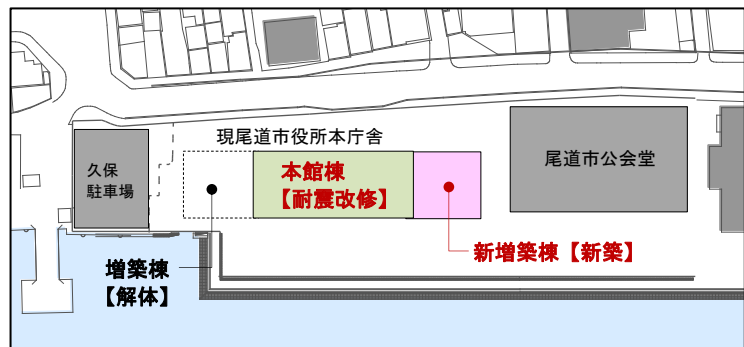 現尾道市役所本庁舎
久保
駐車場
本館棟
【耐震改修】
尾道市公会堂
新増築棟【新築】
増築棟
【解体】